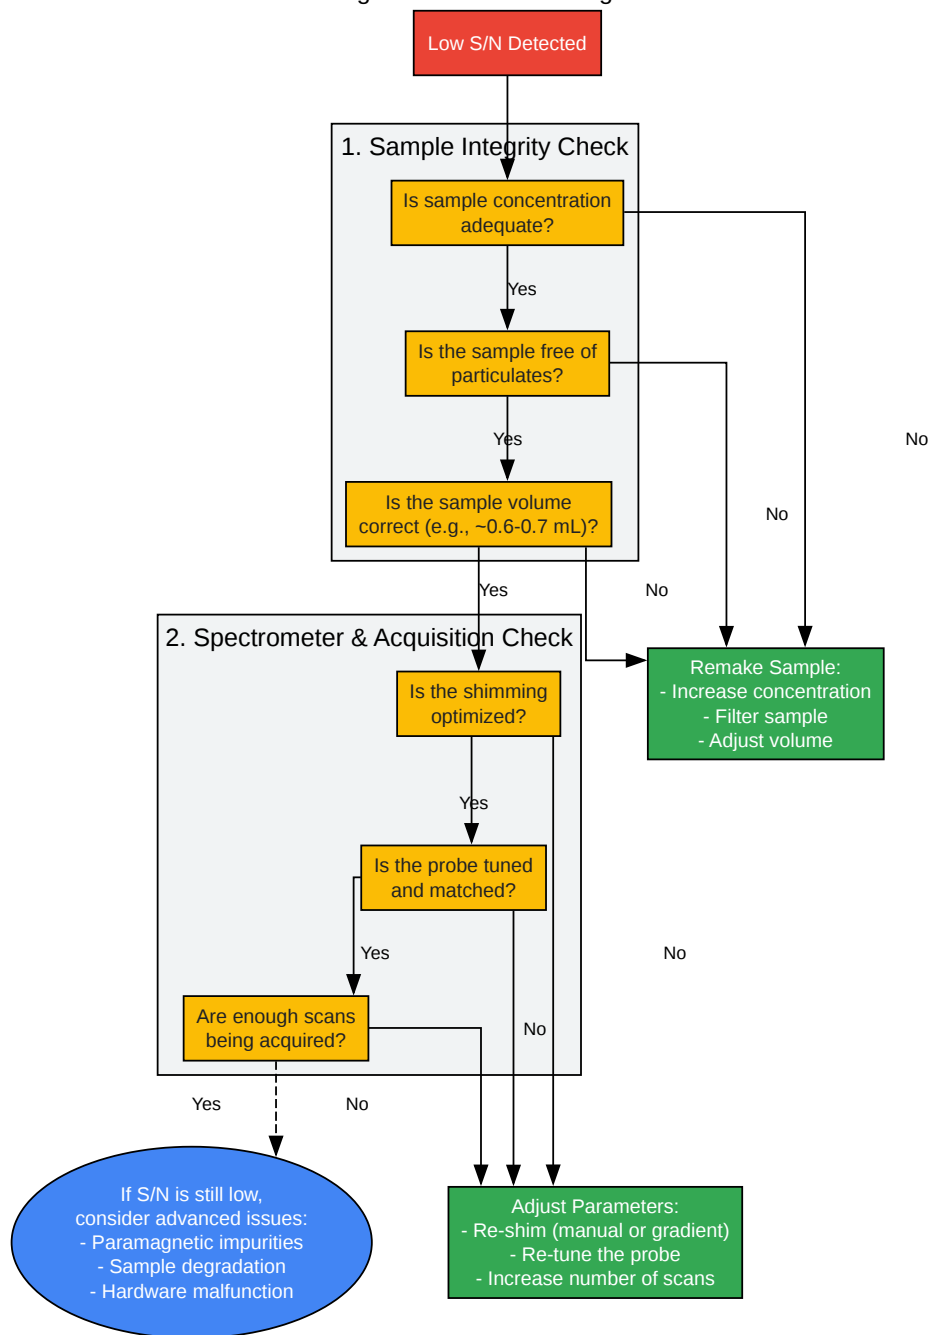 Low S/N Detected
1. Sample Integrity Check
Is sample concentration
adequate?
Yes
Is the sample free of
particulates?
Yes
No
Is the sample volume
correct (e.g., ~0.6-0.7 mL)?
No
Yes
No
2. Spectrometer & Acquisition Check
Is the shimming
optimized?
Remake Sample:
- Increase concentration
- Filter sample
- Adjust volume
Yes
Is the probe tuned
and matched?
Yes
No
Are enough scans
being acquired?
No
Yes
No
If S/N is still low,
consider advanced issues:
- Paramagnetic impurities
- Sample degradation
- Hardware malfunction
Adjust Parameters:
- Re-shim (manual or gradient)
- Re-tune the probe
- Increase number of scans